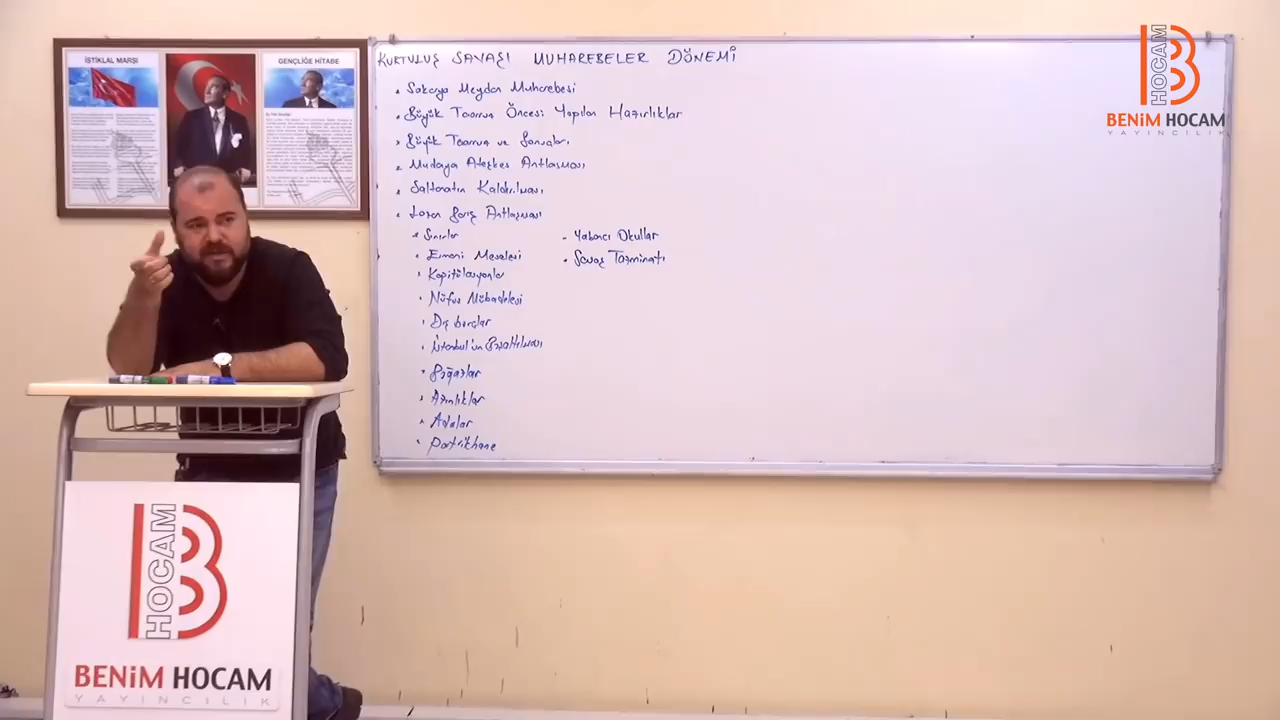 İSTİKLAL MARŞI
GENÇLİĞE HİTABE
KURTULUŞ SAVAŞI MUHAREBELER DÖNEMİ
• Sakarya Meydan Muharebesi
• Büyük Taarruz Öncesi Yapılan Hazırlıklar
• Büyük Taarruz ve Sonuçları
• Mudanya Ateşkes Antlaşması
• Saltanatın Kaldırılması
• Lozan Barış Antlaşması
• Sınırlar
• Ermeni Meselesi
• Kapitülasyonlar
• Nüfus Mübadelesi
• Dış borçlar
• İstanbul'un Boşaltılması
• Boğazlar
• Azınlıklar
• Adalar
• Patrikhane
- Yabancı Okullar
• Savaş Tazminatı
B HOCAM
BENİM HOCAM
YAYINCILIK
B HOCAM
BENİM HOCAM
YAYINCILIK